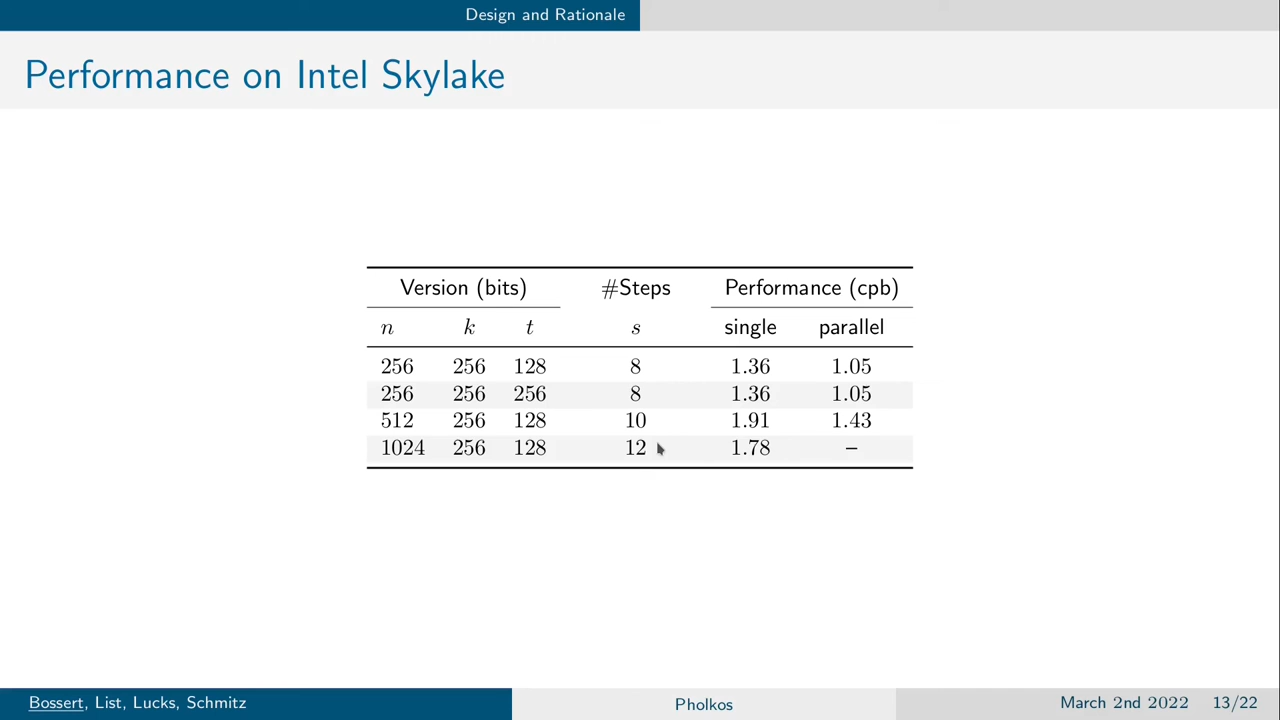 Design and Rationale
Performance on Intel Skylake
Version (bits) #Steps Performance (cpb)
n k t s single parallel
256 256 128 8 1.36 1.05
256 256 256 8 1.36 1.05
512 256 128 10 1.91 1.43
1024 256 128 12 1.78 –
Bossert, List, Lucks, Schmitz Pholkos March 2nd 2022 13/22